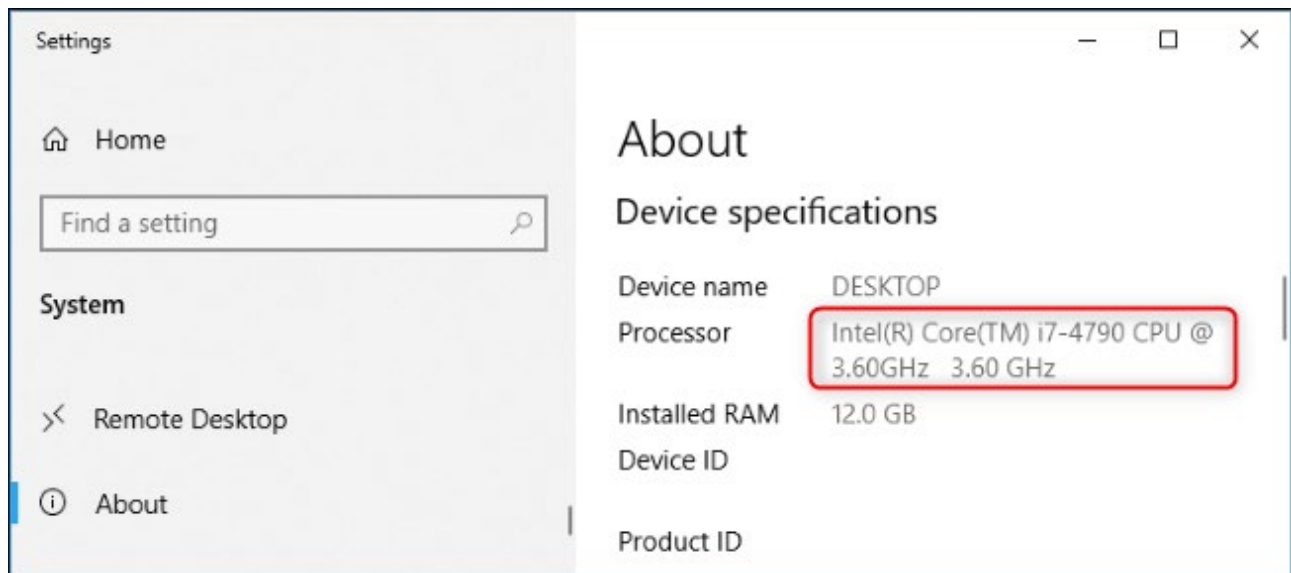 Settings
Home
Find a setting
System
Remote Desktop
About
About
Device specifications
Device name DESKTOP
Processor Intel(R) Core(TM) i7-4790 CPU @
3.60GHz 3.60 GHz
Installed RAM 12.0 GB
Device ID
Product ID